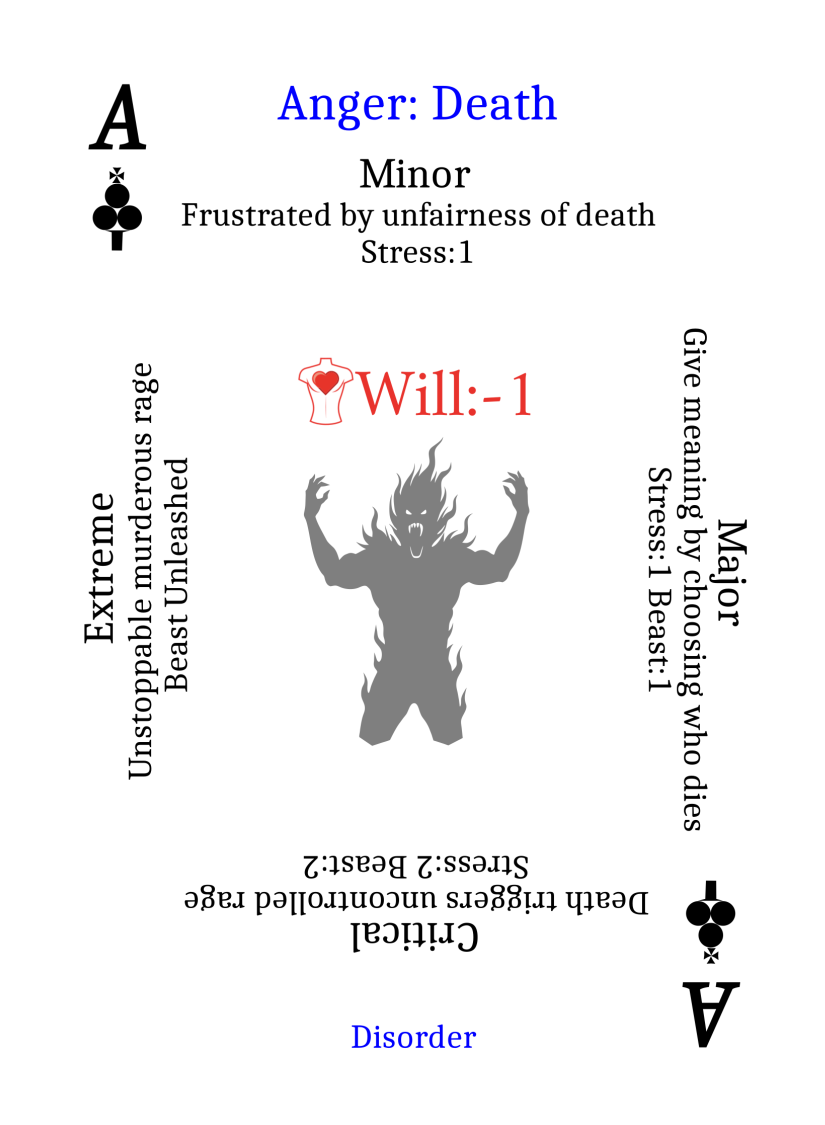 A
Anger: Death
Minor
Frustrated by unfairness of death
Stress:1
Will:-1
Major
Give meaning by choosing who dies
Stress:1 Beast:1
Critical
Death triggers uncontrolled rage
Stress:2 Beast:2
Extreme
Unstoppable murderous rage
Beast Unleashed
Disorder
A